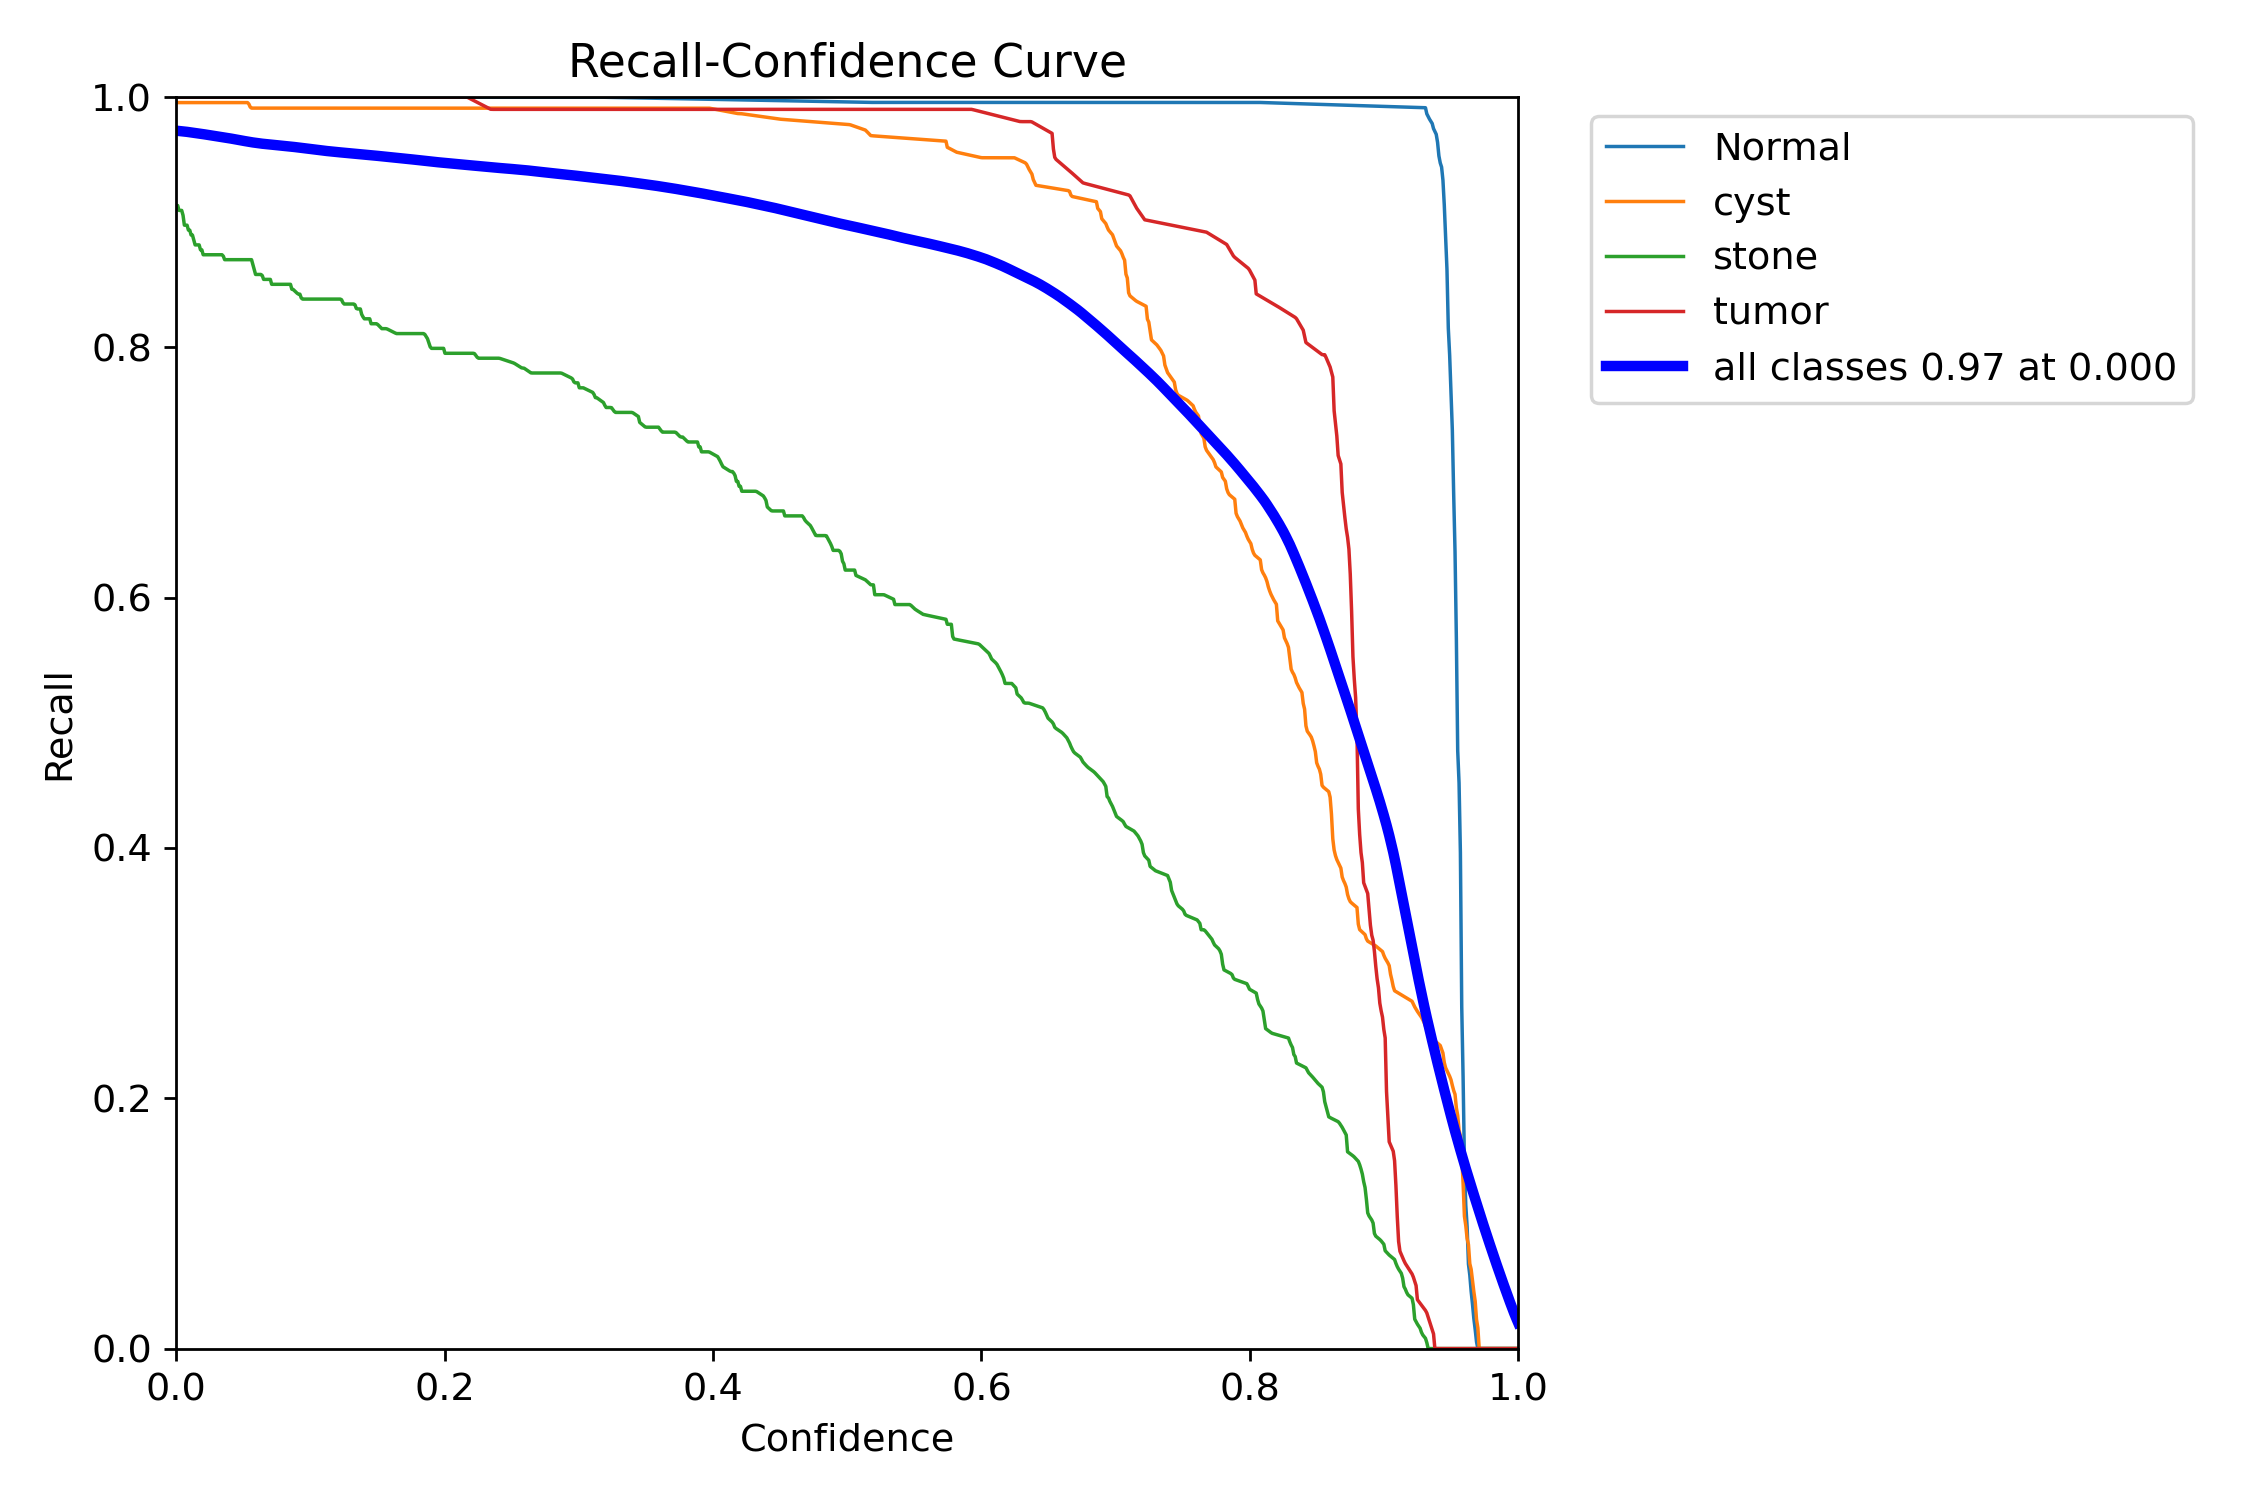 Recall-Confidence Curve
1.0
0.8
0.6
0.4
0.2
0.0
Recall
0.0 0.2 0.4 0.6 0.8 1.0
Confidence
Normal
cyst
stone
tumor
all classes 0.97 at 0.000